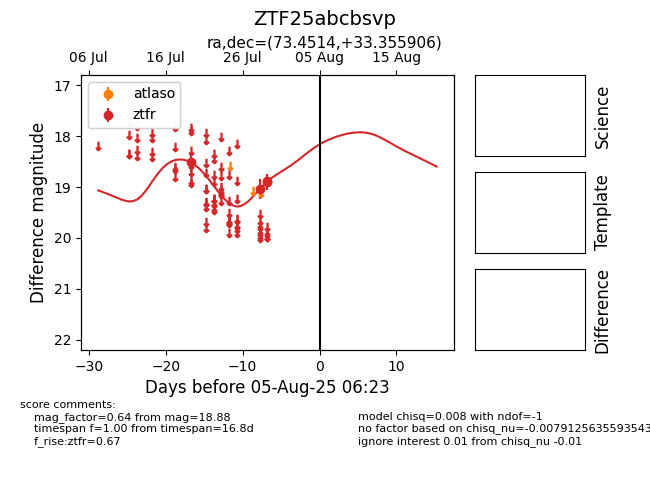 ZTF25abcbsvp
ra,dec=(73.4514,+33.355906)
06 Jul 16 Jul 26 Jul 05 Aug 15 Aug
17
18
19
20
21
22
Difference magnitude
atlaso
ztfr
−30 −20 −10 0 10
Days before 05-Aug-25 06:23
Science
Template
Difference
score comments:
mag_factor=0.64 from mag=18.88
timespan f=1.00 from timespan=16.8d
f_rise:ztfr=0.67
model chisq=0.008 with ndof=-1
no factor based on chisq_nu=-0.0079125635593543
ignore interest 0.01 from chisq_nu -0.01